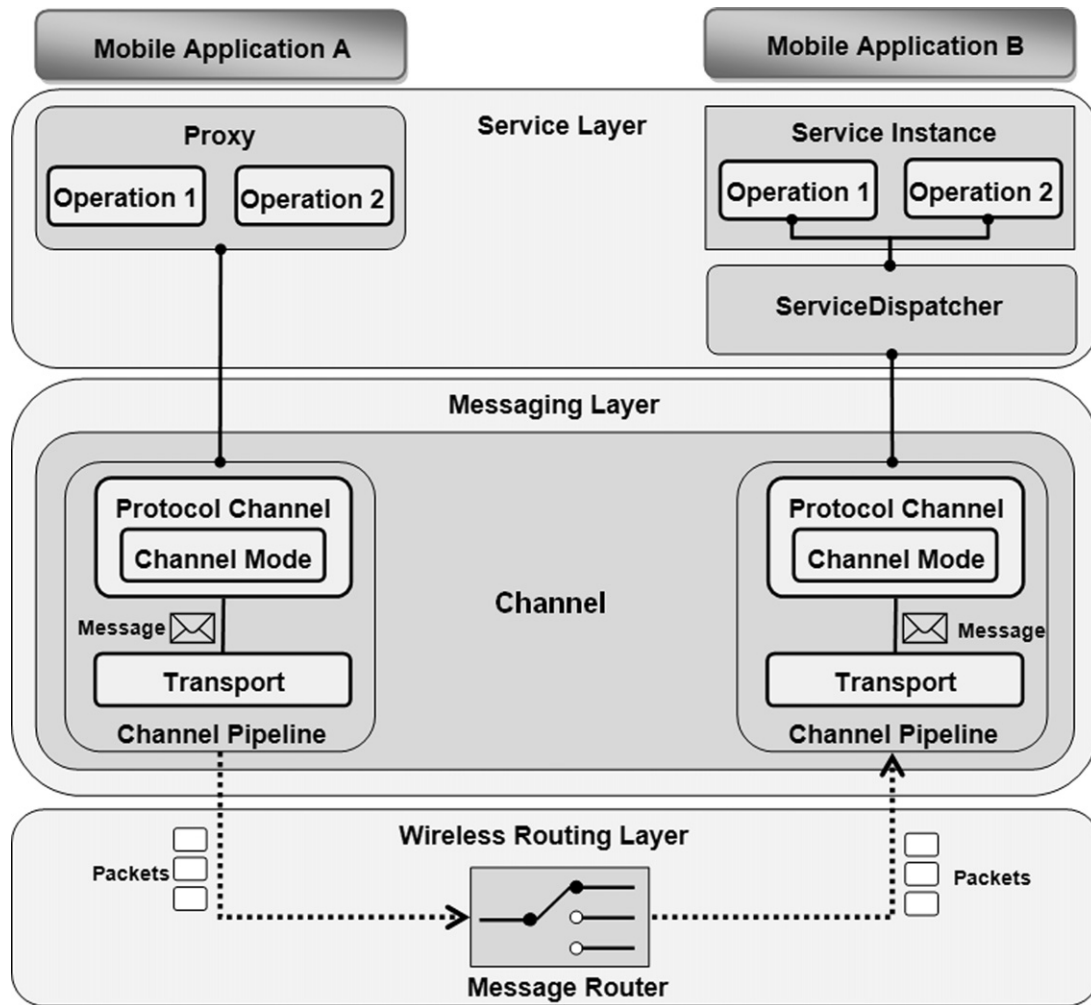 Mobile Application A
Mobile Application B
Service Layer
Proxy
Operation 1
Operation 2
Service Instance
Operation 1
Operation 2
ServiceDispatcher
Messaging Layer
Channel
Protocol Channel
Channel Mode
Message
Transport
Channel Pipeline
Protocol Channel
Channel Mode
Message
Transport
Channel Pipeline
Wireless Routing Layer
Packets
Packets
Message Router